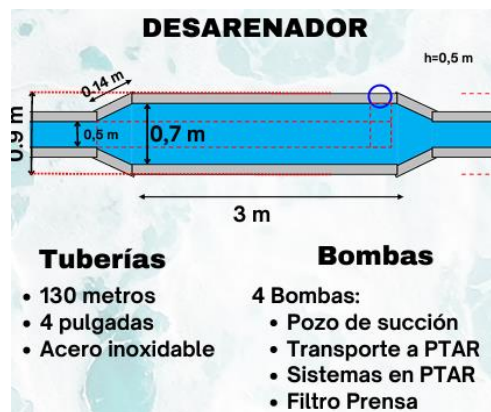 DESARENADOR
h=0,5 m
0,14 m
0,9 m
0,5 m
0,7 m
3 m
Tuberías
• 130 metros
• 4 pulgadas
• Acero inoxidable
Bombas
4 Bombas:
• Pozo de succión
• Transporte a PTAR
• Sistemas en PTAR
• Filtro Prensa